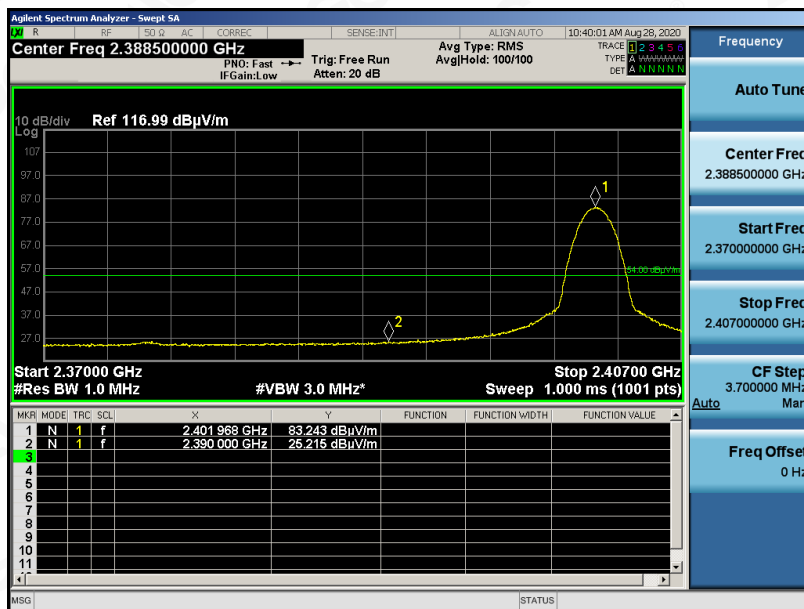 Agilent Spectrum Analyzer - Swept SA
LXI R RF 50 Ω AC CORREC SENSE:INT ALIGN AUTO 10:40:01 AM Aug 28, 2020
Center Freq 2.388500000 GHz
PNO: Fast
IFGain:Low
Trig: Free Run
Atten: 20 dB
Avg Type: RMS
Avg|Hold: 100/100
TRACE 1 2 3 4 5 6
TYPE A
DET A N N N N N
10 dB/div Ref 116.99 dBµV/m
Log
107
97.0
87.0
77.0
67.0
57.0
47.0
37.0
27.0
1
2
54.00 dBµV/m
Start 2.37000 GHz Stop 2.40700 GHz
#Res BW 1.0 MHz #VBW 3.0 MHz* Sweep 1.000 ms (1001 pts)
MKR MODE TRC SCL X Y FUNCTION FUNCTION WIDTH FUNCTION VALUE
1 N 1 f 2.401 968 GHz 83.243 dBµV/m
2 N 1 f 2.390 000 GHz 25.215 dBµV/m
3
4
5
6
7
8
9
10
11
MSG STATUS
Frequency
Auto Tune
Center Freq
2.388500000 GHz
Start Freq
2.370000000 GHz
Stop Freq
2.407000000 GHz
CF Step
3.700000 MHz
Auto Man
Freq Offset
0 Hz